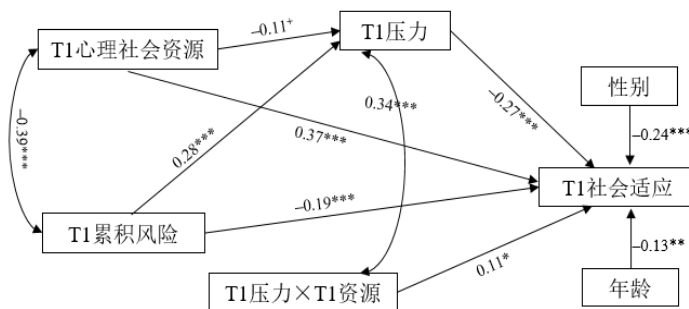 T1心理社会资源
–0.11⁺
T1压力
–0.39***
0.28***
0.37***
0.34***
–0.27***
性别
–0.24***
T1社会适应
–0.19***
T1累积风险
T1压力×T1资源
0.11*
–0.13**
年龄